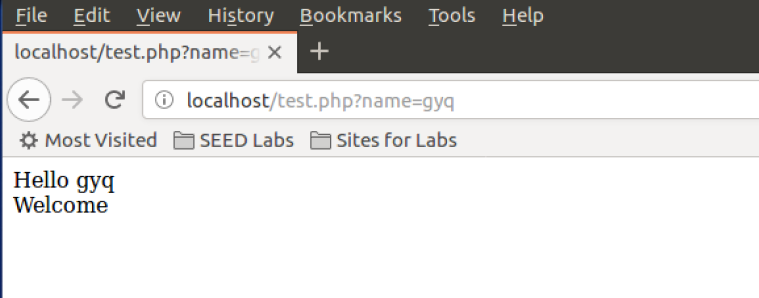 File Edit View History Bookmarks Tools Help
localhost/test.php?name=g
localhost/test.php?name=gyq
Most Visited SEED Labs Sites for Labs
Hello gyq
Welcome